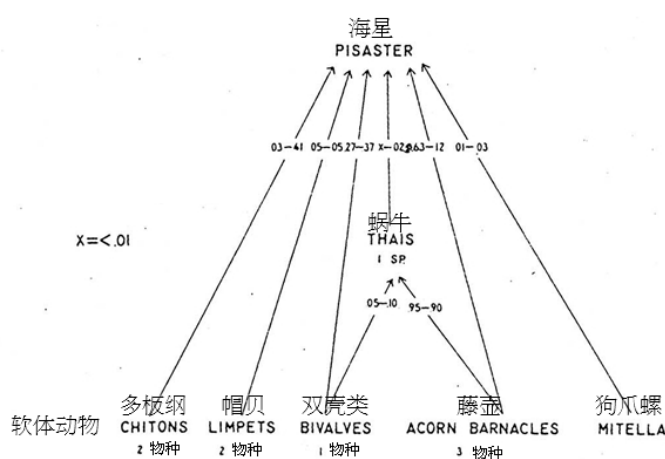 海星
PISASTER
03-41 05-05 .27-37 X-02 .63-12 01-03
X=<.01
蜗牛
THAIS
1 SP.
05-.10 .95-90
软体动物
多板纲 帽贝 双壳类 藤壶 狗爪螺
CHITONS LIMPETS BIVALVES ACORN BARNACLES MITELLA
2 物种 2 物种 1 物种 3 物种